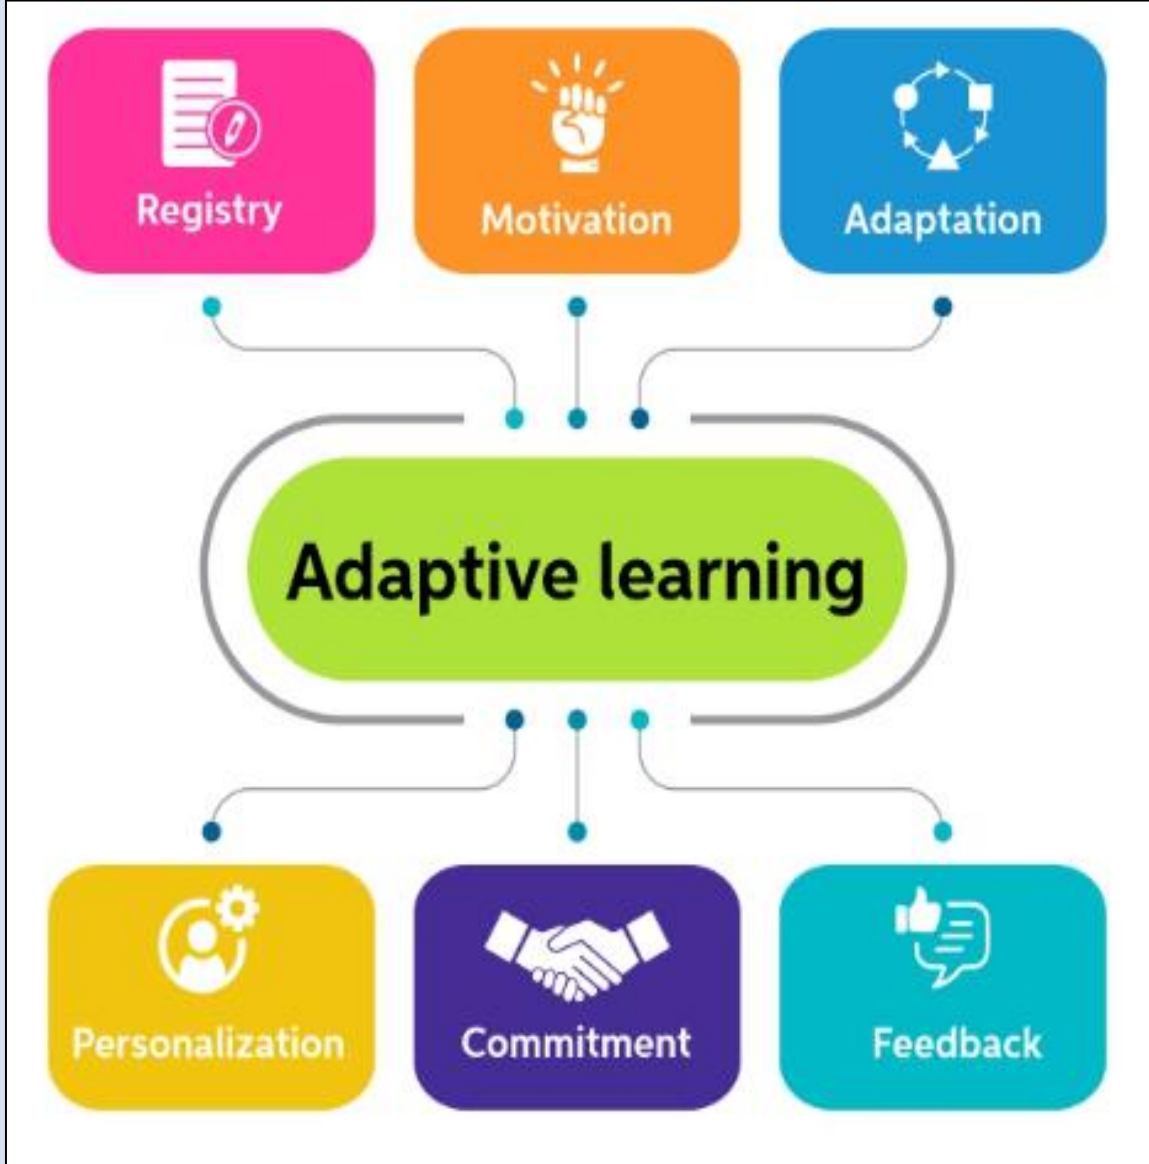 Registry
Motivation
Adaptation
Adaptive learning
Personalization
Commitment
Feedback